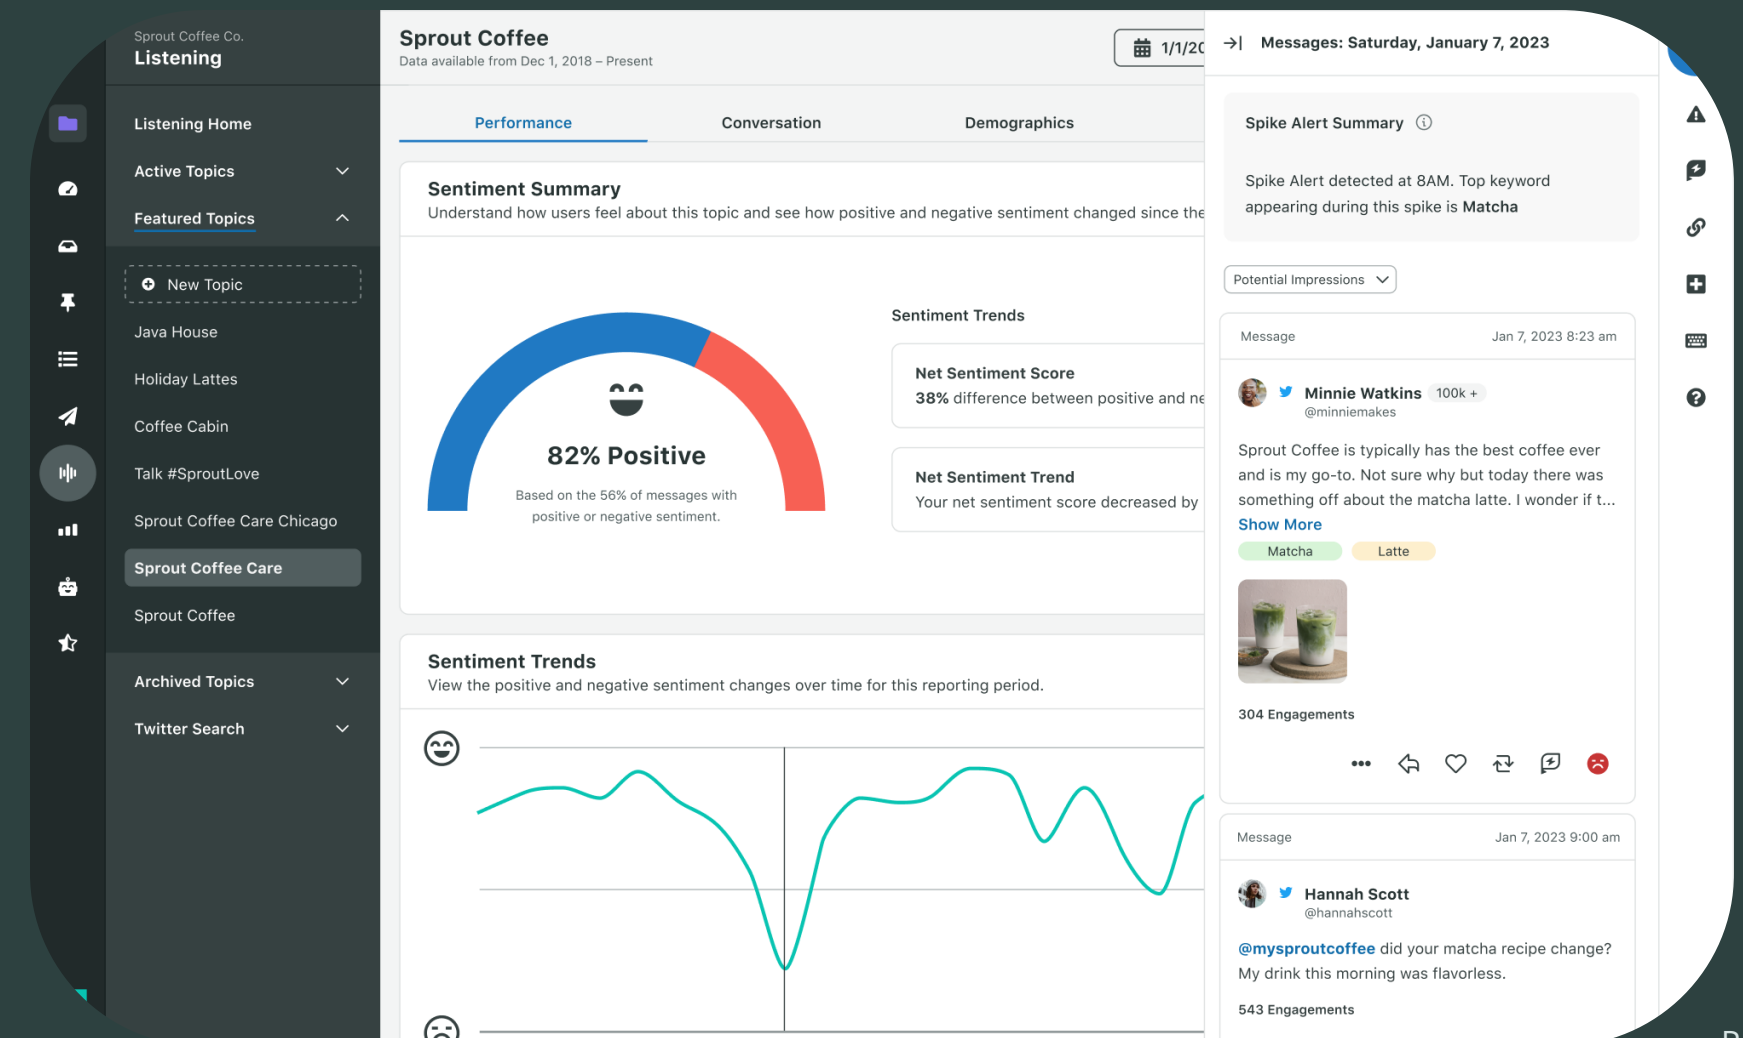 Sprout Coffee Co.
Listening
Listening Home
Active Topics
Featured Topics
New Topic
Java House
Holiday Lattes
Coffee Cabin
Talk #SproutLove
Sprout Coffee Care Chicago
Sprout Coffee Care
Sprout Coffee
Archived Topics
Twitter Search
Sprout Coffee
Data available from Dec 1, 2018 – Present
1/1/20
Performance
Conversation
Demographics
Sentiment Summary
Understand how users feel about this topic and see how positive and negative sentiment changed since the
82% Positive
Based on the 56% of messages with
positive or negative sentiment.
Sentiment Trends
Net Sentiment Score
38% difference between positive and ne
Net Sentiment Trend
Your net sentiment score decreased by
Sentiment Trends
View the positive and negative sentiment changes over time for this reporting period.
Messages: Saturday, January 7, 2023
Spike Alert Summary
Spike Alert detected at 8AM. Top keyword
appearing during this spike is Matcha
Potential Impressions
Message
Jan 7, 2023 8:23 am
Minnie Watkins 100k +
@minniemakes
Sprout Coffee is typically has the best coffee ever
and is my go-to. Not sure why but today there was
something off about the matcha latte. I wonder if t...
Show More
Matcha
Latte
304 Engagements
Message
Jan 7, 2023 9:00 am
Hannah Scott
@hannahscott
@mysproutcoffee did your matcha recipe change?
My drink this morning was flavorless.
543 Engagements